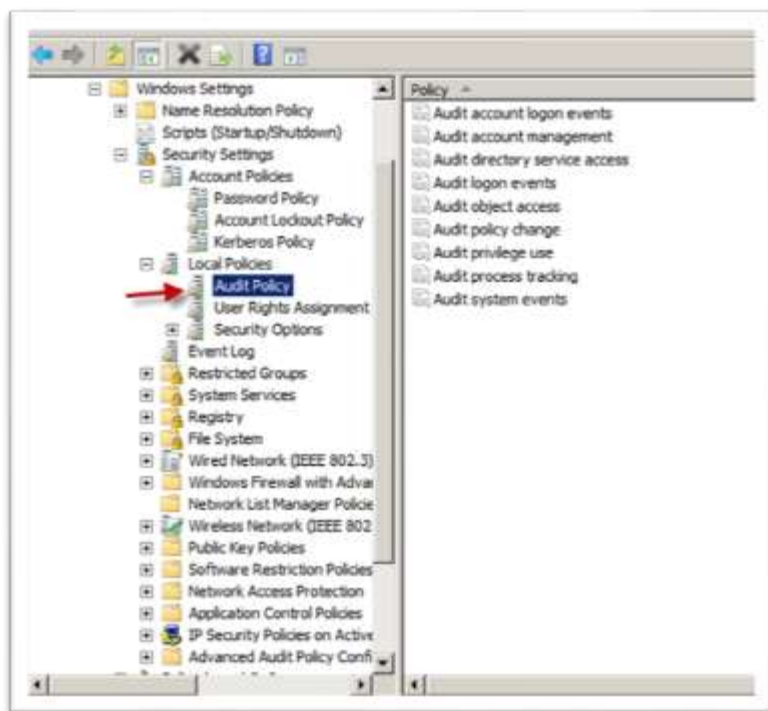 Windows Settings
Name Resolution Policy
Scripts (Startup/Shutdown)
Security Settings
Account Policies
Password Policy
Account Lockout Policy
Kerberos Policy
Local Policies
Audit Policy
User Rights Assignment
Security Options
Event Log
Restricted Groups
System Services
Registry
File System
Wired Network (IEEE 802.3)
Windows Firewall with Advan
Network List Manager Policie
Wireless Network (IEEE 802
Public Key Policies
Software Restriction Policies
Network Access Protection
Application Control Policies
IP Security Policies on Active
Advanced Audit Policy Confi
Policy
Audit account logon events
Audit account management
Audit directory service access
Audit logon events
Audit object access
Audit policy change
Audit privilege use
Audit process tracking
Audit system events